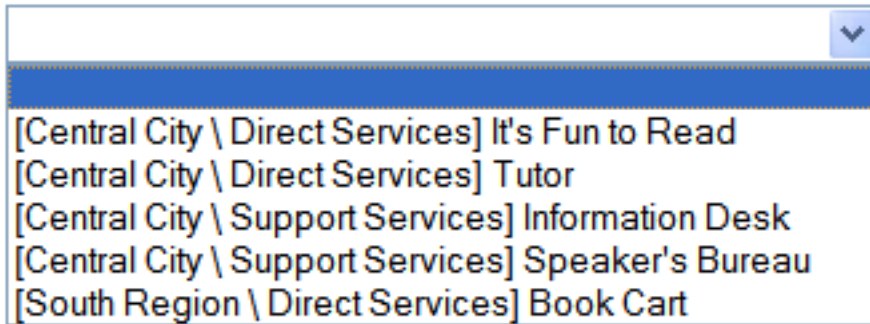 [Central City \ Direct Services] It's Fun to Read
[Central City \ Direct Services] Tutor
[Central City \ Support Services] Information Desk
[Central City \ Support Services] Speaker's Bureau
[South Region \ Direct Services] Book Cart